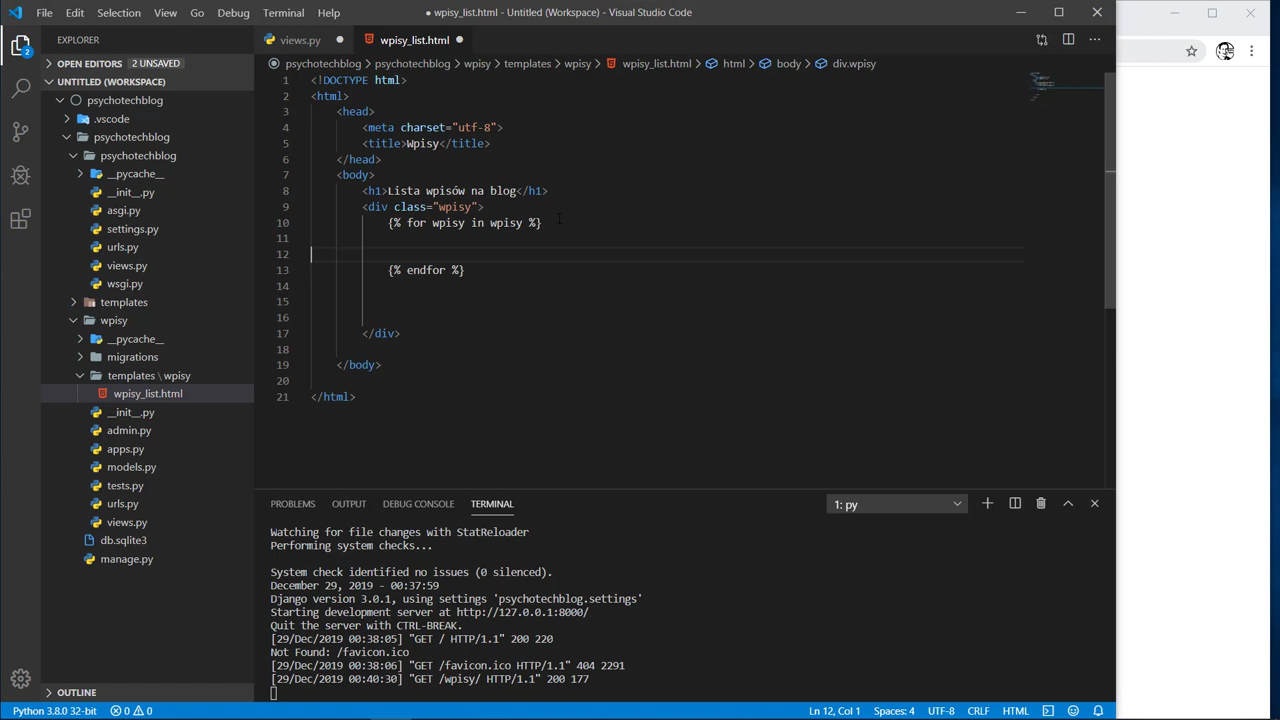 File Edit Selection View Go Debug Terminal Help
● wpisy_list.html - Untitled (Workspace) - Visual Studio Code
EXPLORER
views.py
wpisy_list.html
2
OPEN EDITORS 2 UNSAVED
UNTITLED (WORKSPACE)
psychotechblog
.vscode
psychotechblog
psychotechblog
__pycache__
__init__.py
asgi.py
settings.py
urls.py
views.py
wsgi.py
templates
wpisy
__pycache__
migrations
templates \ wpisy
wpisy_list.html
__init__.py
admin.py
apps.py
models.py
tests.py
urls.py
views.py
db.sqlite3
manage.py
OUTLINE
psychotechblog > psychotechblog > wpisy > templates > wpisy > wpisy_list.html > html > body > div.wpisy
1 <!DOCTYPE html>
2 <html>
3 <head>
4 <meta charset="utf-8">
5 <title>Wpisy</title>
6 </head>
7 <body>
8 <h1>Lista wpisów na blog</h1>
9 <div class="wpisy">
10 {% for wpisy in wpisy %}
11
12
13 {% endfor %}
14
15
16
17 </div>
18
19 </body>
20
21 </html>
PROBLEMS OUTPUT DEBUG CONSOLE TERMINAL
1: py
Watching for file changes with StatReloader
Performing system checks...
System check identified no issues (0 silenced).
December 29, 2019 - 00:37:59
Django version 3.0.1, using settings 'psychotechblog.settings'
Starting development server at http://127.0.0.1:8000/
Quit the server with CTRL-BREAK.
[29/Dec/2019 00:38:05] "GET / HTTP/1.1" 200 220
Not Found: /favicon.ico
[29/Dec/2019 00:38:06] "GET /favicon.ico HTTP/1.1" 404 2291
[29/Dec/2019 00:40:30] "GET /wpisy/ HTTP/1.1" 200 177
Python 3.8.0 32-bit
0
0
Ln 12, Col 1
Spaces: 4
UTF-8
CRLF
HTML